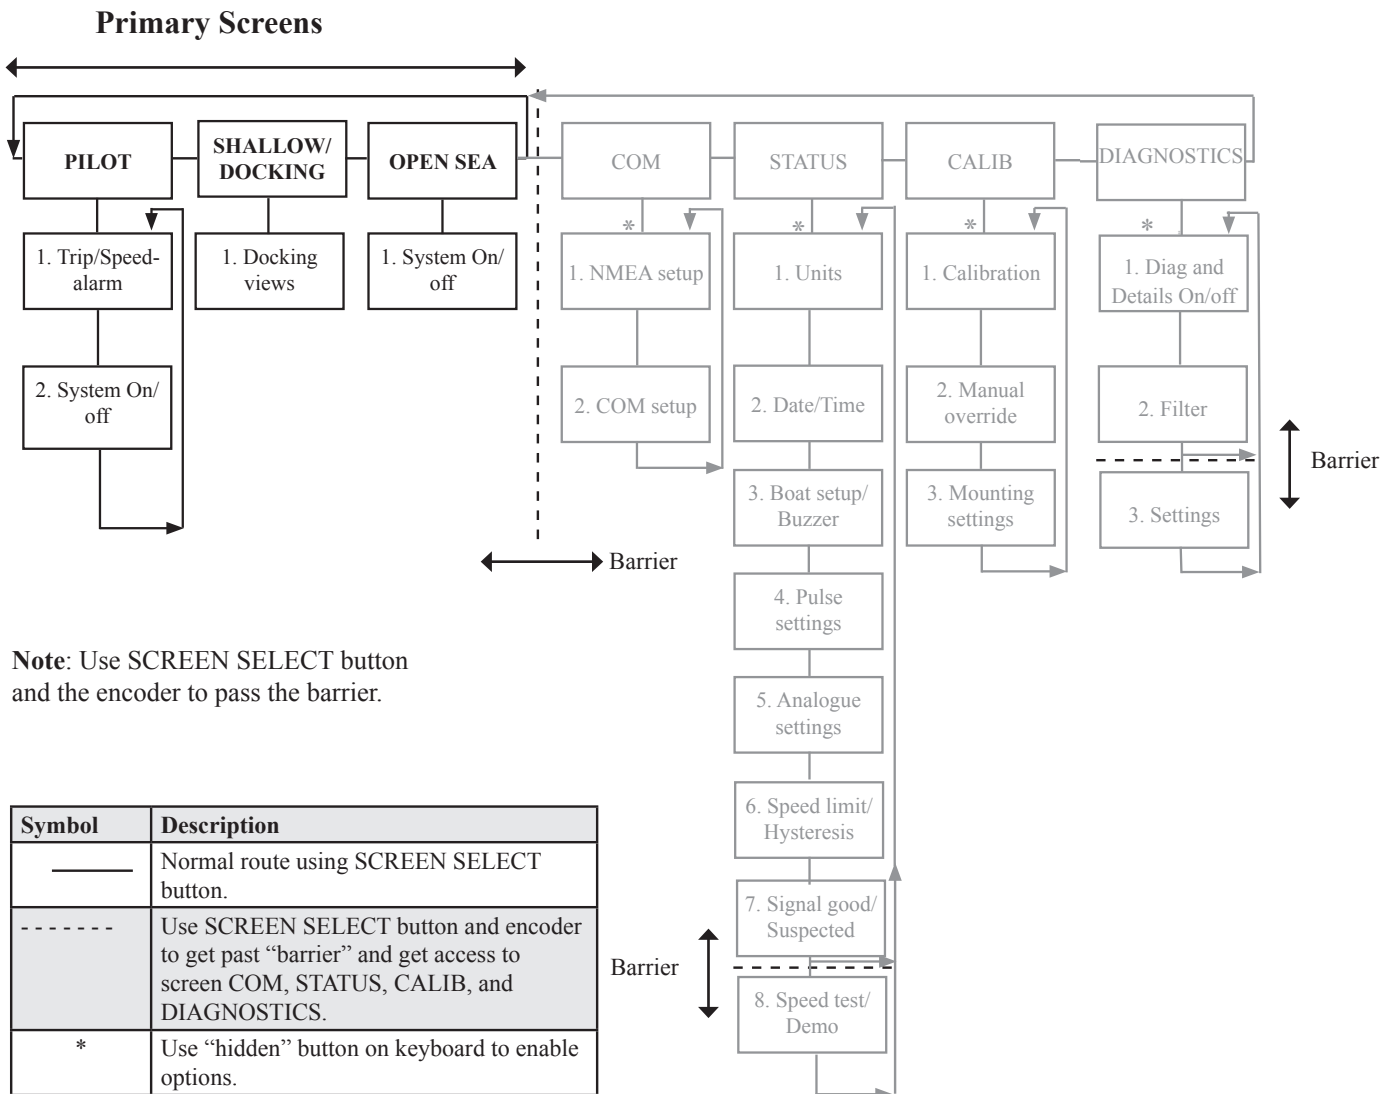 Primary Screens
PILOT
SHALLOW/
DOCKING
OPEN SEA
COM
STATUS
CALIB
DIAGNOSTICS
*
*
*
*
1. Trip/Speed-
alarm
1. Docking
views
1. System On/
off
1. NMEA setup
1. Units
1. Calibration
1. Diag and
Details On/off
2. System On/
off
2. COM setup
2. Date/Time
2. Manual
override
2. Filter
Barrier
3. Boat setup/
Buzzer
3. Mounting
settings
3. Settings
Barrier
4. Pulse
settings
5. Analogue
settings
6. Speed limit/
Hysteresis
7. Signal good/
Suspected
Barrier
8. Speed test/
Demo
Note: Use SCREEN SELECT button
and the encoder to pass the barrier.
Symbol Description
Normal route using SCREEN SELECT
button.
- - - - - - - Use SCREEN SELECT button and encoder
to get past “barrier” and get access to
screen COM, STATUS, CALIB, and
DIAGNOSTICS.
* Use “hidden” button on keyboard to enable
options.